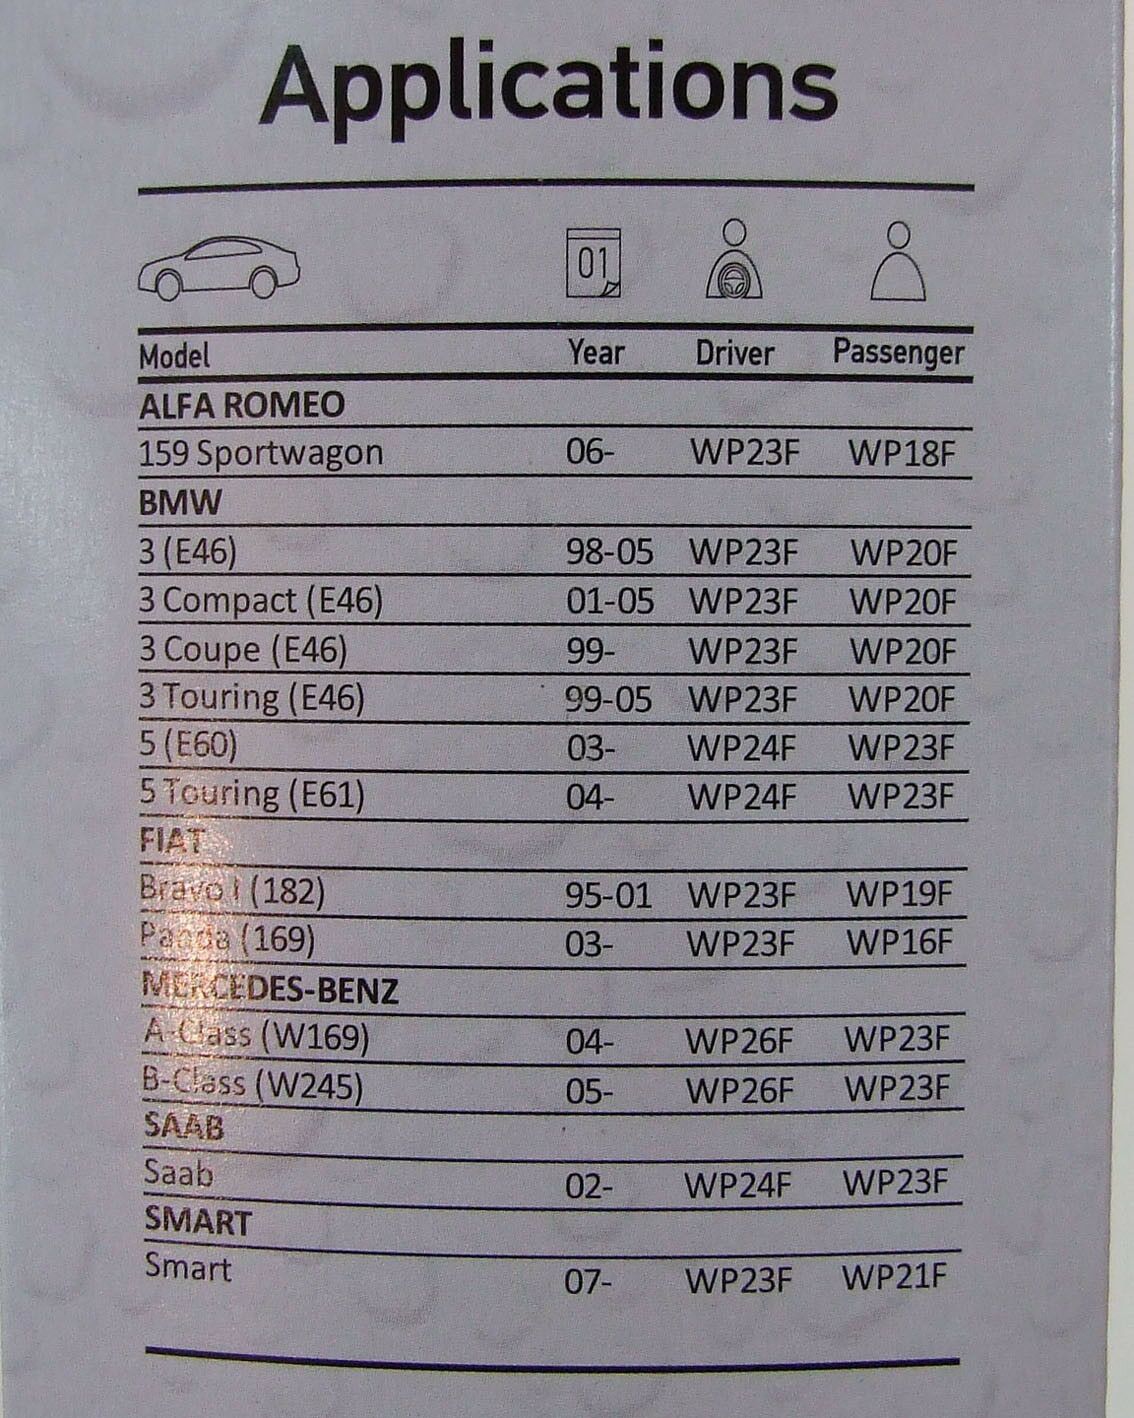 Applications
01
Model Year Driver Passenger
ALFA ROMEO
159 Sportwagon 06- WP23F WP18F
BMW
3 (E46) 98-05 WP23F WP20F
3 Compact (E46) 01-05 WP23F WP20F
3 Coupe (E46) 99- WP23F WP20F
3 Touring (E46) 99-05 WP23F WP20F
5 (E60) 03- WP24F WP23F
5 Touring (E61) 04- WP24F WP23F
FIAT
Bravo I (182) 95-01 WP23F WP19F
Panda (169) 03- WP23F WP16F
MERCEDES-BENZ
A-Class (W169) 04- WP26F WP23F
B-Class (W245) 05- WP26F WP23F
SAAB
Saab 02- WP24F WP23F
SMART
Smart 07- WP23F WP21F